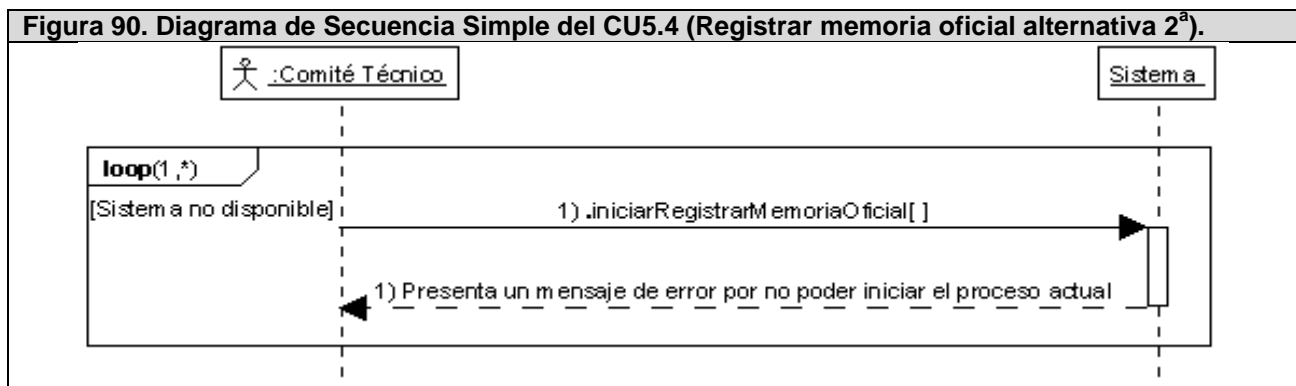 Figura 90. Diagrama de Secuencia Simple del CU5.4 (Registrar memoria oficial alternativa 2ª).
:Comité Técnico
Sistema
loop(1,*)
[Sistema no disponible]
1) .iniciarRegistrarMemoriaOficial[ ]
1) Presenta un mensaje de error por no poder iniciar el proceso actual